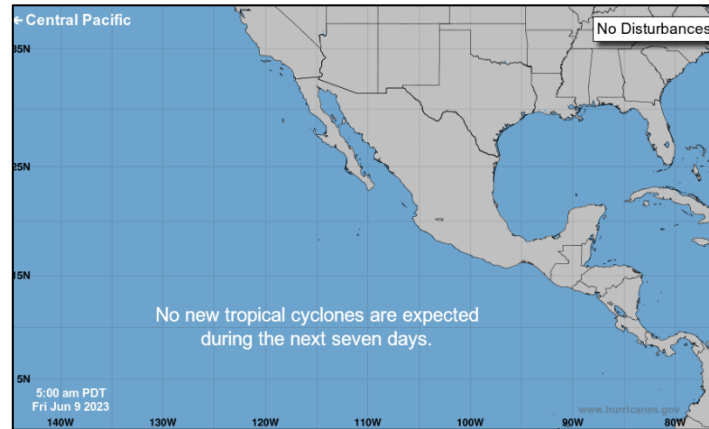 ← Central Pacific
No Disturbances
35N
25N
15N
No new tropical cyclones are expected
during the next seven days.
5N
5:00 am PDT
Fri Jun 9 2023
www.hurricanes.gov
140W 130W 120W 110W 100W 90W 80W